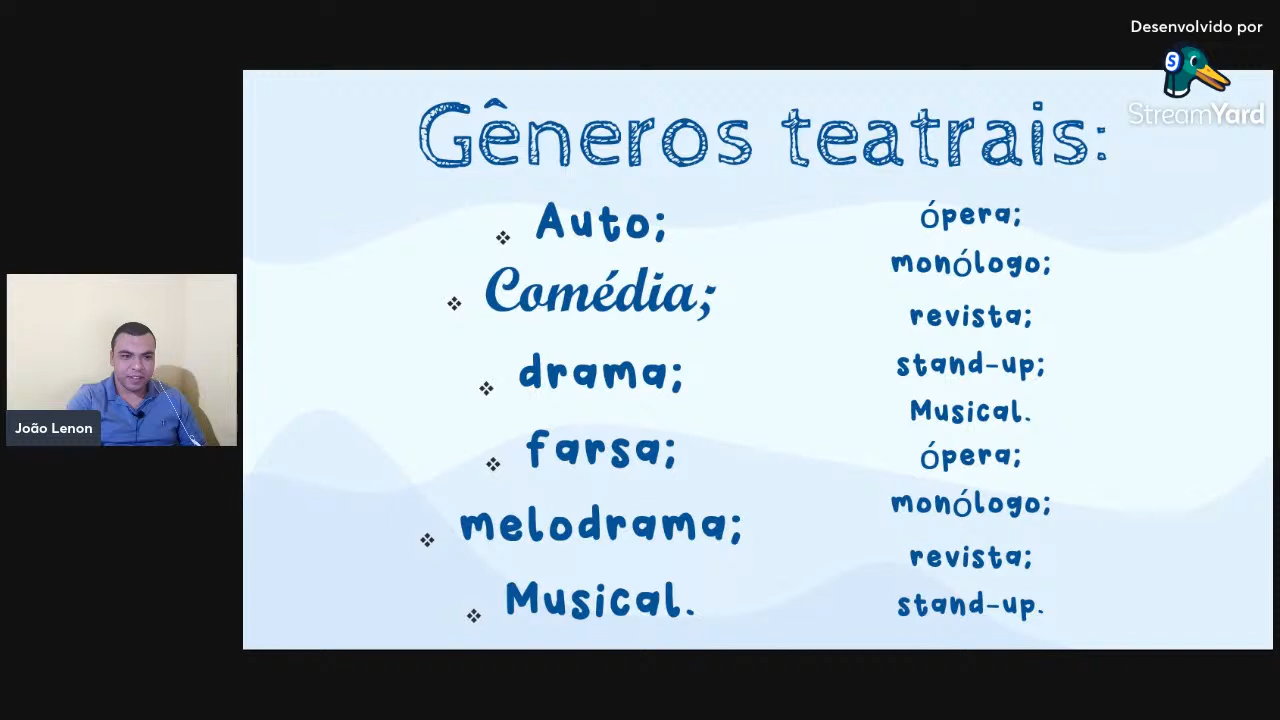 Desenvolvido por
StreamYard
Gêneros teatrais:
Auto;
Comédia;
drama;
farsa;
melodrama;
Musical.
ópera;
monólogo;
revista;
stand-up;
Musical.
ópera;
monólogo;
revista;
stand-up.
João Lenon